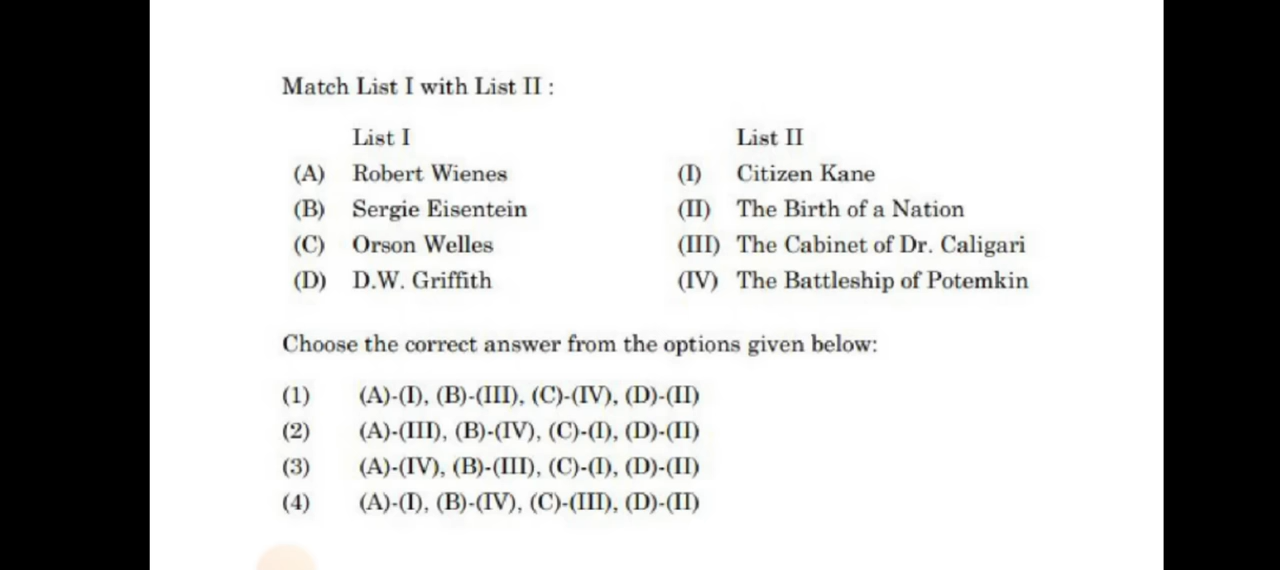 Match List I with List II :
List I List II
(A) Robert Wienes (I) Citizen Kane
(B) Sergie Eisentein (II) The Birth of a Nation
(C) Orson Welles (III) The Cabinet of Dr. Caligari
(D) D.W. Griffith (IV) The Battleship of Potemkin
Choose the correct answer from the options given below:
(1) (A)-(I), (B)-(III), (C)-(IV), (D)-(II)
(2) (A)-(III), (B)-(IV), (C)-(I), (D)-(II)
(3) (A)-(IV), (B)-(III), (C)-(I), (D)-(II)
(4) (A)-(I), (B)-(IV), (C)-(III), (D)-(II)